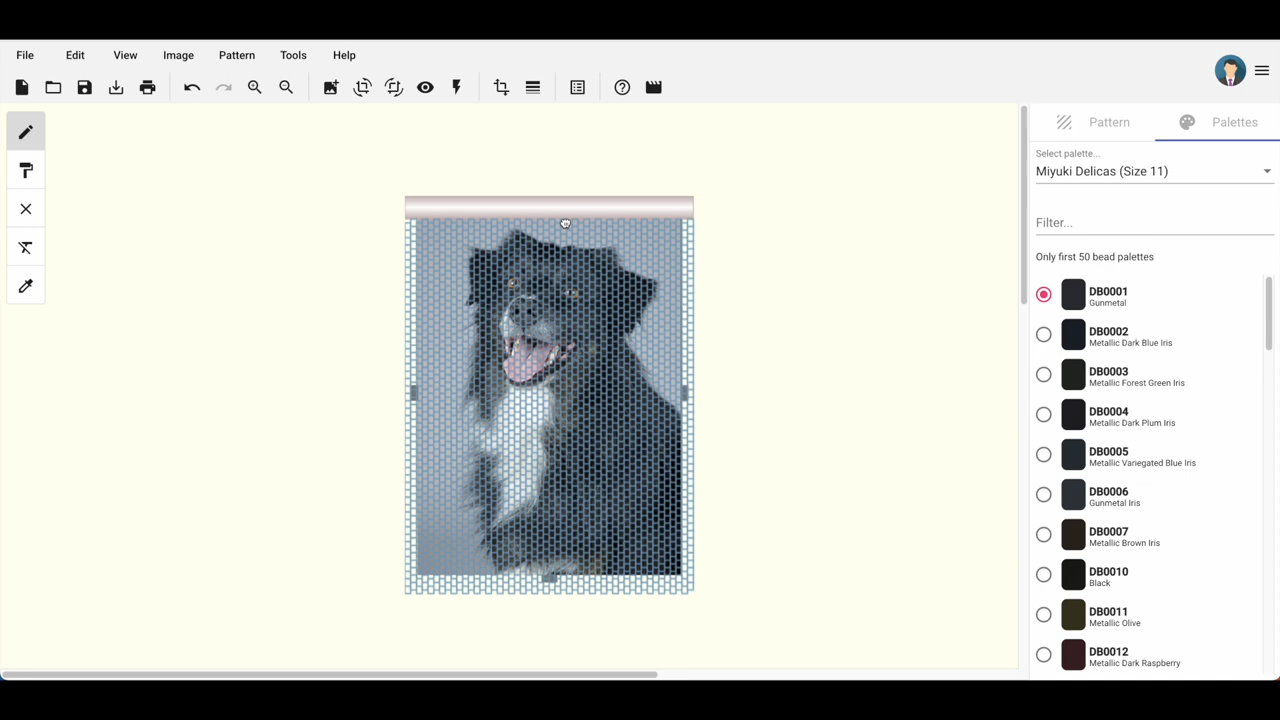 File Edit View Image Pattern Tools Help
Pattern Palettes
Select palette...
Miyuki Delicas (Size 11)
Filter...
Only first 50 bead palettes
DB0001
Gunmetal
DB0002
Metallic Dark Blue Iris
DB0003
Metallic Forest Green Iris
DB0004
Metallic Dark Plum Iris
DB0005
Metallic Variegated Blue Iris
DB0006
Gunmetal Iris
DB0007
Metallic Brown Iris
DB0010
Black
DB0011
Metallic Olive
DB0012
Metallic Dark Raspberry